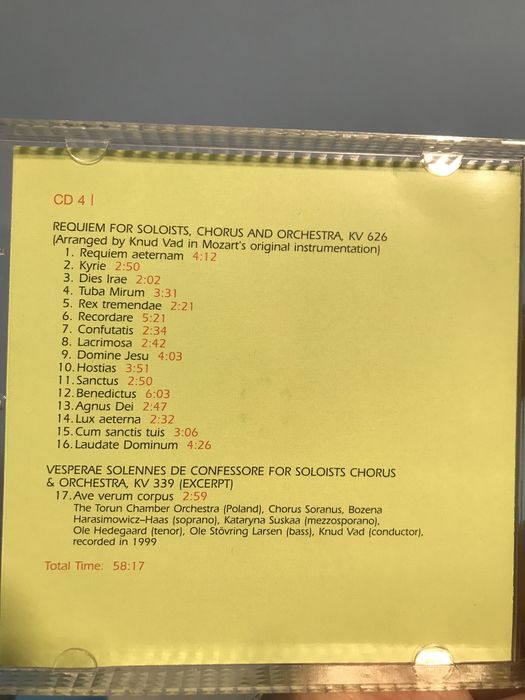 CD 4 |
REQUIEM FOR SOLOISTS, CHORUS AND ORCHESTRA, KV 626
(Arranged by Knud Vad in Mozart's original instrumentation)
1. Requiem aeternam 4:12
2. Kyrie 2:50
3. Dies Irae 2:02
4. Tuba Mirum 3:31
5. Rex tremendae 2:21
6. Recordare 5:21
7. Confutatis 2:34
8. Lacrimosa 2:42
9. Domine Jesu 4:03
10. Hostias 3:51
11. Sanctus 2:50
12. Benedictus 6:03
13. Agnus Dei 2:47
14. Lux aeterna 2:32
15. Cum sanctis tuis 3:06
16. Laudate Dominum 4:26
VESPERAE SOLENNES DE CONFESSORE FOR SOLOISTS CHORUS
& ORCHESTRA, KV 339 (EXCERPT)
17. Ave verum corpus 2:59
The Torun Chamber Orchestra (Poland), Chorus Soranus, Bozena
Harasimowicz–Haas (soprano), Kataryna Suskaa (mezzosporano),
Ole Hedegaard (tenor), Ole Stövring Larsen (bass), Knud Vad (conductor),
recorded in 1999
Total Time: 58:17